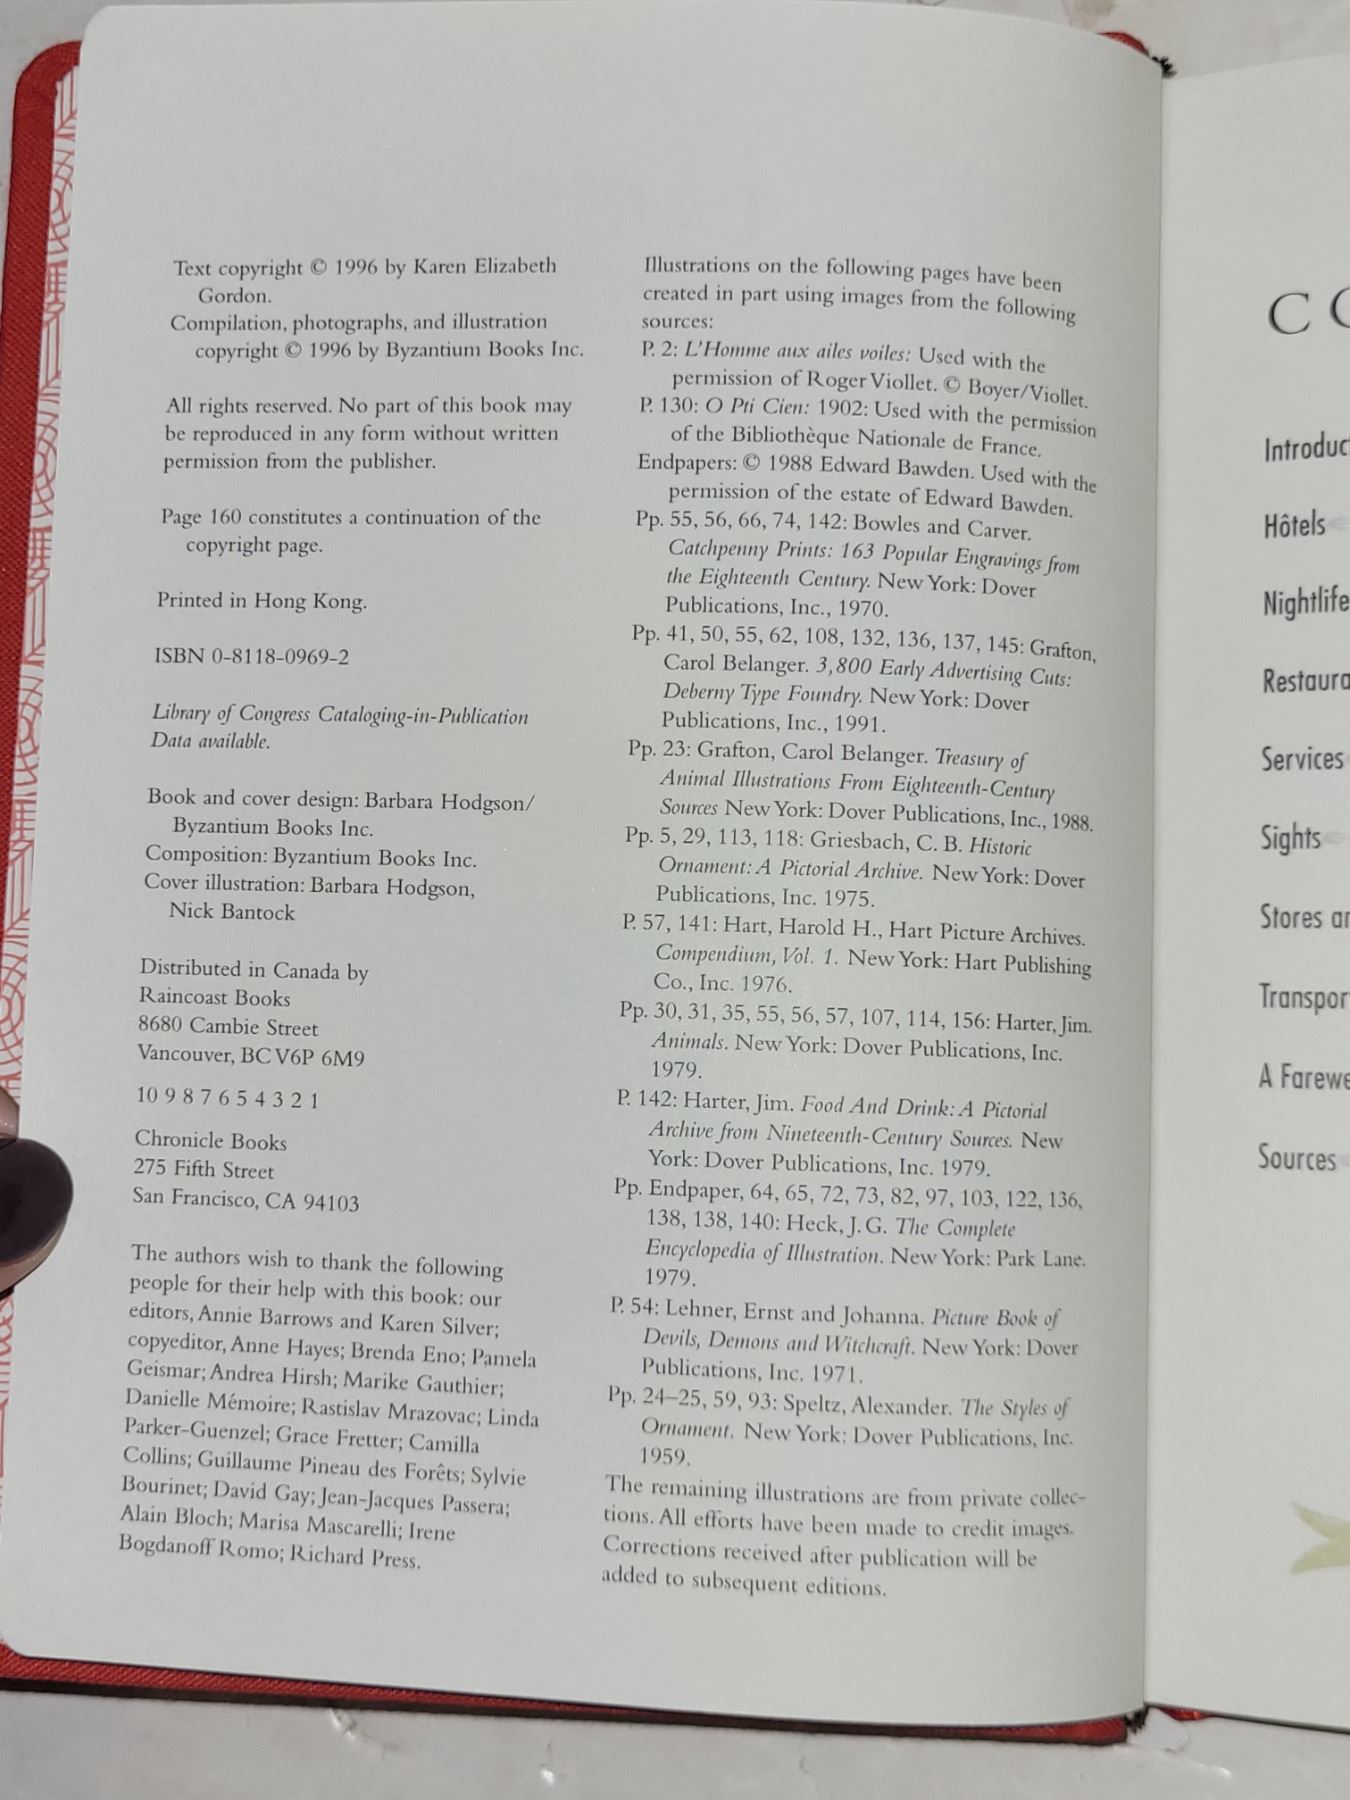 Text copyright © 1996 by Karen Elizabeth
Gordon.
Compilation, photographs, and illustration
copyright © 1996 by Byzantium Books Inc.
All rights reserved. No part of this book may
be reproduced in any form without written
permission from the publisher.
Page 160 constitutes a continuation of the
copyright page.
Printed in Hong Kong.
ISBN 0-8118-0969-2
Library of Congress Cataloging-in-Publication
Data available.
Book and cover design: Barbara Hodgson/
Byzantium Books Inc.
Composition: Byzantium Books Inc.
Cover illustration: Barbara Hodgson,
Nick Bantock
Distributed in Canada by
Raincoast Books
8680 Cambie Street
Vancouver, BC V6P 6M9
10 9 8 7 6 5 4 3 2 1
Chronicle Books
275 Fifth Street
San Francisco, CA 94103
The authors wish to thank the following
people for their help with this book: our
editors, Annie Barrows and Karen Silver;
copyeditor, Anne Hayes; Brenda Eno; Pamela
Geismar; Andrea Hirsh; Marike Gauthier;
Danielle Mémoire; Rastislav Mrazovac; Linda
Parker-Guenzel; Grace Fretter; Camilla
Collins; Guillaume Pineau des Forêts; Sylvie
Bourinet; David Gay; Jean-Jacques Passera;
Alain Bloch; Marisa Mascarelli; Irene
Bogdanoff Romo; Richard Press.
Illustrations on the following pages have been
created in part using images from the following
sources:
P. 2: L'Homme aux ailes voiles: Used with the
permission of Roger Viollet. © Boyer/Viollet.
P. 130: O Pti Cien: 1902: Used with the permission
of the Bibliothèque Nationale de France.
Endpapers: © 1988 Edward Bawden. Used with the
permission of the estate of Edward Bawden.
Pp. 55, 56, 66, 74, 142: Bowles and Carver.
Catchpenny Prints: 163 Popular Engravings from
the Eighteenth Century. New York: Dover
Publications, Inc., 1970.
Pp. 41, 50, 55, 62, 108, 132, 136, 137, 145: Grafton,
Carol Belanger. 3,800 Early Advertising Cuts:
Deberny Type Foundry. New York: Dover
Publications, Inc., 1991.
Pp. 23: Grafton, Carol Belanger. Treasury of
Animal Illustrations From Eighteenth-Century
Sources New York: Dover Publications, Inc., 1988.
Pp. 5, 29, 113, 118: Griesbach, C. B. Historic
Ornament: A Pictorial Archive. New York: Dover
Publications, Inc. 1975.
P. 57, 141: Hart, Harold H., Hart Picture Archives.
Compendium, Vol. 1. New York: Hart Publishing
Co., Inc. 1976.
Pp. 30, 31, 35, 55, 56, 57, 107, 114, 156: Harter, Jim.
Animals. New York: Dover Publications, Inc.
1979.
P. 142: Harter, Jim. Food And Drink: A Pictorial
Archive from Nineteenth-Century Sources. New
York: Dover Publications, Inc. 1979.
Pp. Endpaper, 64, 65, 72, 73, 82, 97, 103, 122, 136,
138, 138, 140: Heck, J. G. The Complete
Encyclopedia of Illustration. New York: Park Lane.
1979.
P. 54: Lehner, Ernst and Johanna. Picture Book of
Devils, Demons and Witchcraft. New York: Dover
Publications, Inc. 1971.
Pp. 24–25, 59, 93: Speltz, Alexander. The Styles of
Ornament. New York: Dover Publications, Inc.
1959.
The remaining illustrations are from private collec-
tions. All efforts have been made to credit images.
Corrections received after publication will be
added to subsequent editions.
C O
Introduc
Hôtels
Nightlife
Restaura
Services
Sights
Stores ar
Transpor
A Farewe
Sources